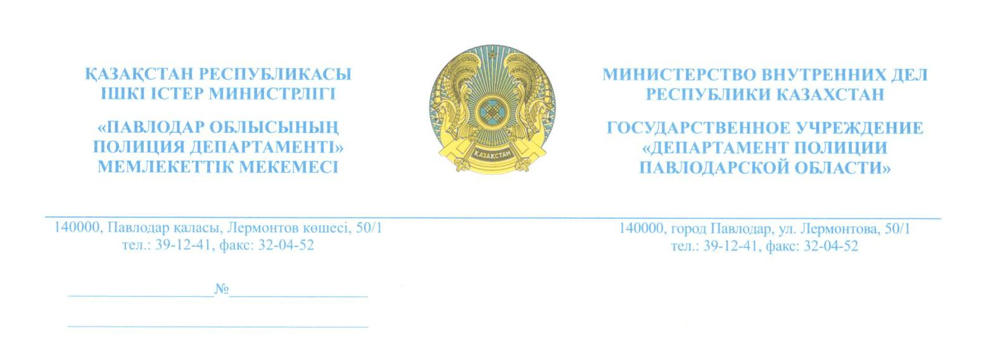 ҚАЗАҚСТАН РЕСПУБЛИКАСЫ
ІШКІ ІСТЕР МИНИСТРЛІГІ
«ПАВЛОДАР ОБЛЫСЫНЫҢ
ПОЛИЦИЯ ДЕПАРТАМЕНТІ»
МЕМЛЕКЕТТІК МЕКЕМЕСІ
ҚАЗАҚСТАН
МИНИСТЕРСТВО ВНУТРЕННИХ ДЕЛ
РЕСПУБЛИКИ КАЗАХСТАН
ГОСУДАРСТВЕННОЕ УЧРЕЖДЕНИЕ
«ДЕПАРТАМЕНТ ПОЛИЦИИ
ПАВЛОДАРСКОЙ ОБЛАСТИ»
140000, Павлодар қаласы, Лермонтов көшесі, 50/1
тел.: 39-12-41, факс: 32-04-52
140000, город Павлодар, ул. Лермонтова, 50/1
тел.: 39-12-41, факс: 32-04-52
№